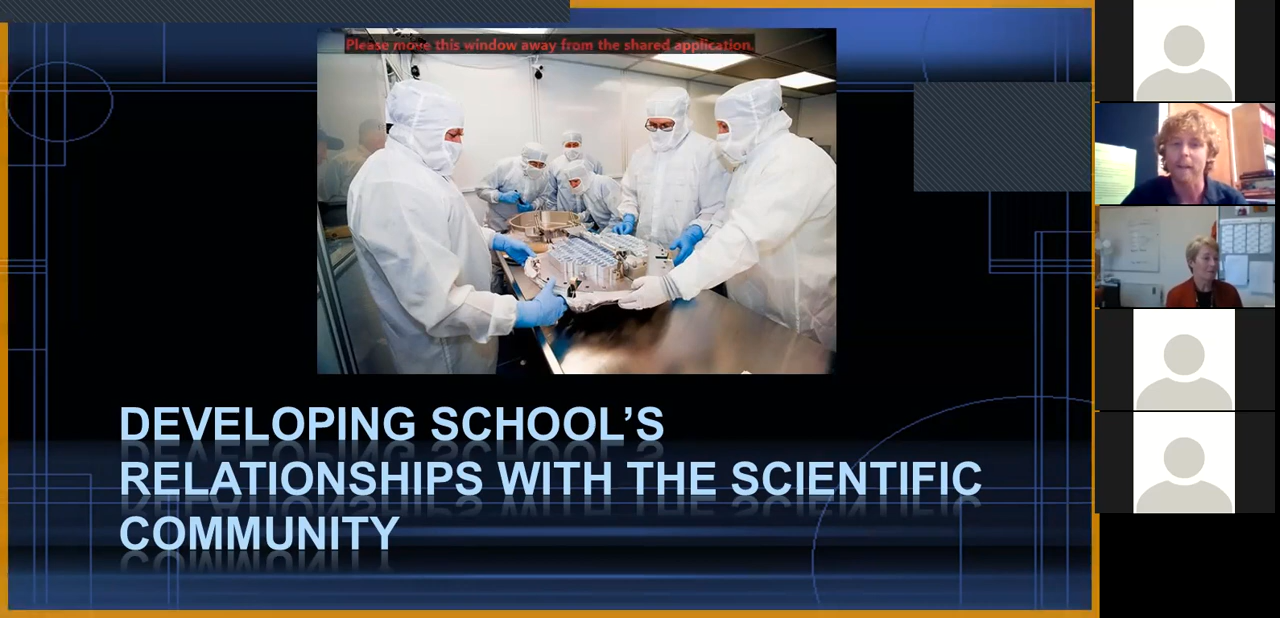 Please move this window away from the shared application.
DEVELOPING SCHOOL’S
RELATIONSHIPS WITH THE SCIENTIFIC
COMMUNITY